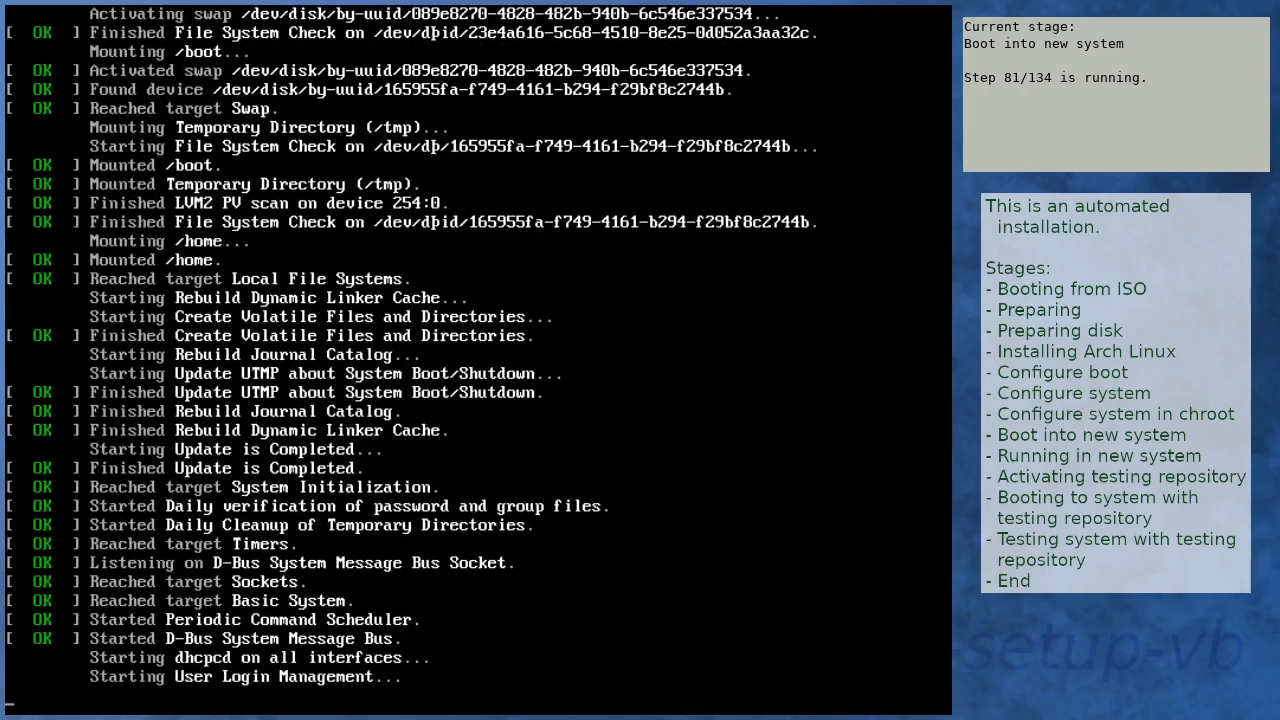 Activating swap /dev/disk/by-uuid/089e8270-4828-482b-940b-6c546e337534...
[  OK  ] Finished File System Check on /dev/dþid/23e4a616-5c68-4510-8e25-0d052a3aa32c.
Mounting /boot...
[  OK  ] Activated swap /dev/disk/by-uuid/089e8270-4828-482b-940b-6c546e337534.
[  OK  ] Found device /dev/disk/by-uuid/165955fa-f749-4161-b294-f29bf8c2744b.
[  OK  ] Reached target Swap.
Mounting Temporary Directory (/tmp)...
Starting File System Check on /dev/dþ/165955fa-f749-4161-b294-f29bf8c2744b...
[  OK  ] Mounted /boot.
[  OK  ] Mounted Temporary Directory (/tmp).
[  OK  ] Finished LVM2 PV scan on device 254:0.
[  OK  ] Finished File System Check on /dev/dþid/165955fa-f749-4161-b294-f29bf8c2744b.
Mounting /home...
[  OK  ] Mounted /home.
[  OK  ] Reached target Local File Systems.
Starting Rebuild Dynamic Linker Cache...
Starting Create Volatile Files and Directories...
[  OK  ] Finished Create Volatile Files and Directories.
Starting Rebuild Journal Catalog...
Starting Update UTMP about System Boot/Shutdown...
[  OK  ] Finished Update UTMP about System Boot/Shutdown.
[  OK  ] Finished Rebuild Journal Catalog.
[  OK  ] Finished Rebuild Dynamic Linker Cache.
Starting Update is Completed...
[  OK  ] Finished Update is Completed.
[  OK  ] Reached target System Initialization.
[  OK  ] Started Daily verification of password and group files.
[  OK  ] Started Daily Cleanup of Temporary Directories.
[  OK  ] Reached target Timers.
[  OK  ] Listening on D-Bus System Message Bus Socket.
[  OK  ] Reached target Sockets.
[  OK  ] Reached target Basic System.
[  OK  ] Started Periodic Command Scheduler.
[  OK  ] Started D-Bus System Message Bus.
Starting dhcpcd on all interfaces...
Starting User Login Management...
Current stage:
Boot into new system
Step 81/134 is running.
This is an automated
installation.
Stages:
- Booting from ISO
- Preparing
- Preparing disk
- Installing Arch Linux
- Configure boot
- Configure system
- Configure system in chroot
- Boot into new system
- Running in new system
- Activating testing repository
- Booting to system with
testing repository
- Testing system with testing
repository
- End
setup-vb